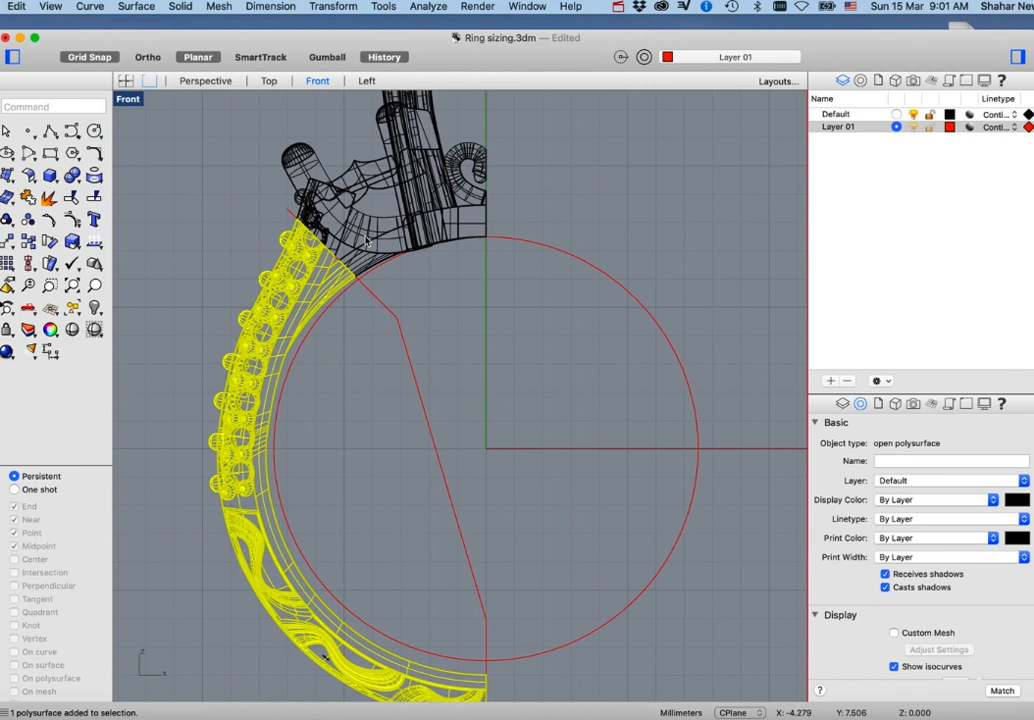 Edit View Curve Surface Solid Mesh Dimension Transform Tools Analyze Render Window Help Sun 15 Mar 9:01 AM Shahar Nev
Ring sizing.3dm — Edited
Grid Snap Ortho Planar SmartTrack Gumball History Layer 01
Perspective Top Front Left Layouts...
Front
Command
Name Linetype
Default Conti...
Layer 01 Conti...
Basic
Object type: open polysurface
Name:
Layer: Default
Display Color: By Layer
Linetype: By Layer
Print Color: By Layer
Print Width: By Layer
Receives shadows
Casts shadows
Display
Custom Mesh
Adjust Settings
Show isocurves
Match
Persistent
One shot
End
Near
Point
Midpoint
Center
Intersection
Perpendicular
Tangent
Quadrant
Knot
Vertex
On curve
On surface
On polysurface
On mesh
z
x
1 polysurface added to selection. Millimeters CPlane X: -4.279 Y: 7.506 Z: 0.000